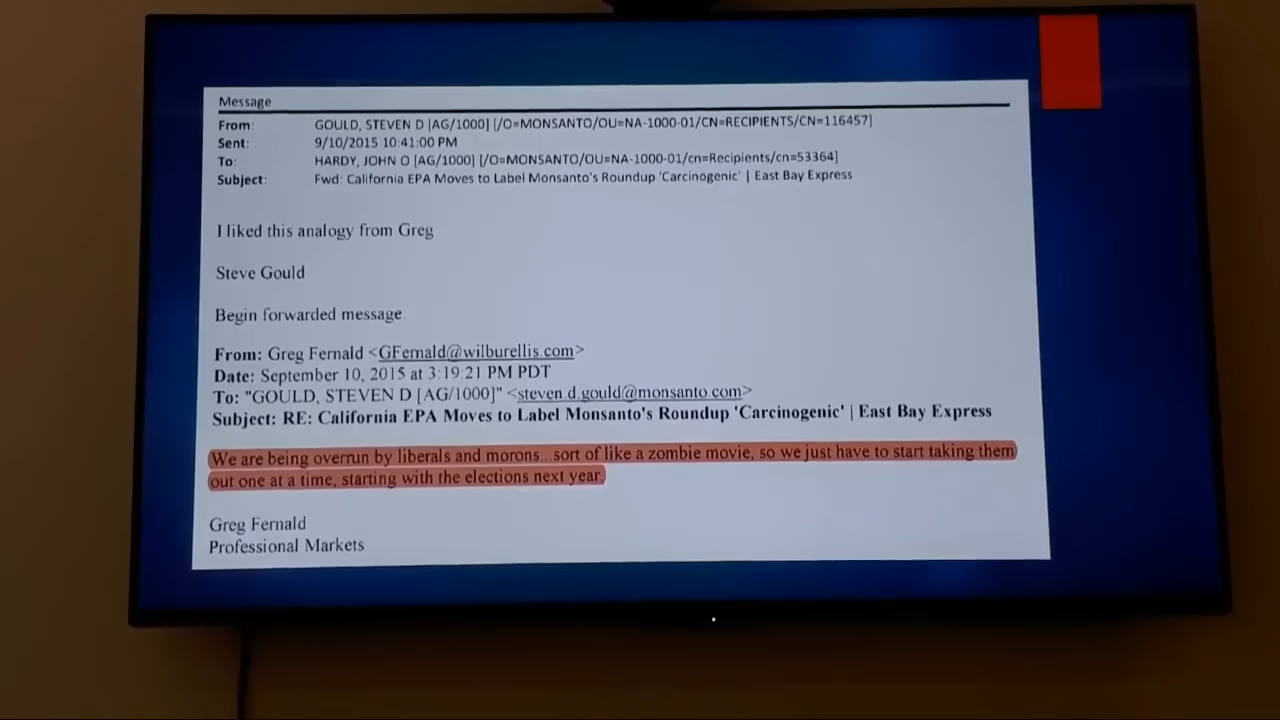 Message
From: GOULD, STEVEN D [AG/1000] [/O=MONSANTO/OU=NA-1000-01/CN=RECIPIENTS/CN=116457]
Sent: 9/10/2015 10:41:00 PM
To: HARDY, JOHN O [AG/1000] [/O=MONSANTO/OU=NA-1000-01/cn=Recipients/cn=53364]
Subject: Fwd: California EPA Moves to Label Monsanto's Roundup 'Carcinogenic' | East Bay Express
I liked this analogy from Greg
Steve Gould
Begin forwarded message
From: Greg Fernald <GFernald@wilburellis.com>
Date: September 10, 2015 at 3:19:21 PM PDT
To: "GOULD, STEVEN D [AG/1000]" <steven.d.gould@monsanto.com>
Subject: RE: California EPA Moves to Label Monsanto's Roundup 'Carcinogenic' | East Bay Express
We are being overrun by liberals and morons...sort of like a zombie movie, so we just have to start taking them
out one at a time, starting with the elections next year.
Greg Fernald
Professional Markets